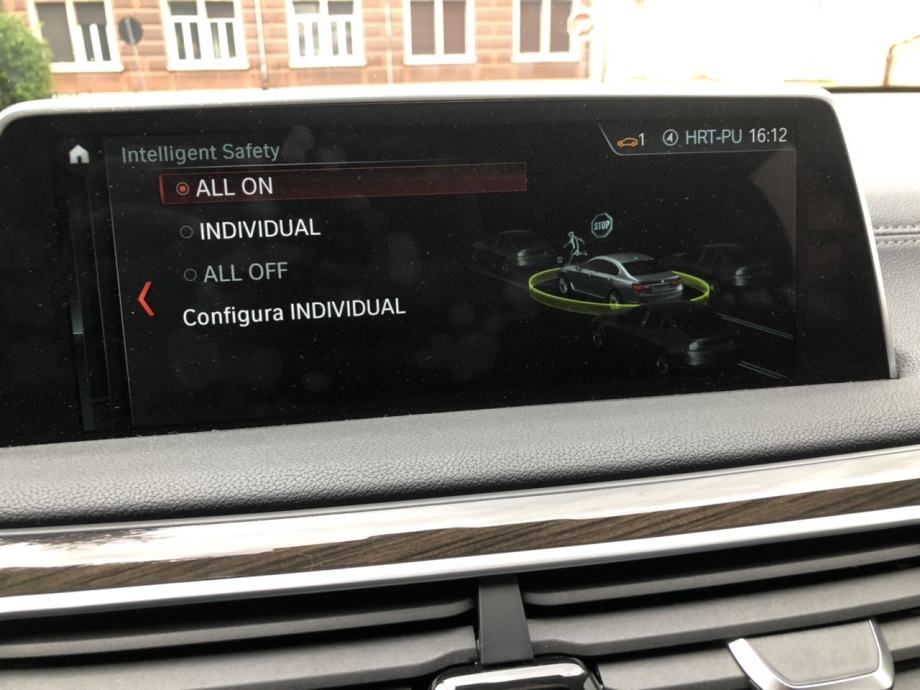 Intelligent Safety
1 HRT-PU 16:12
ALL ON
INDIVIDUAL
ALL OFF
Configura INDIVIDUAL
STOP